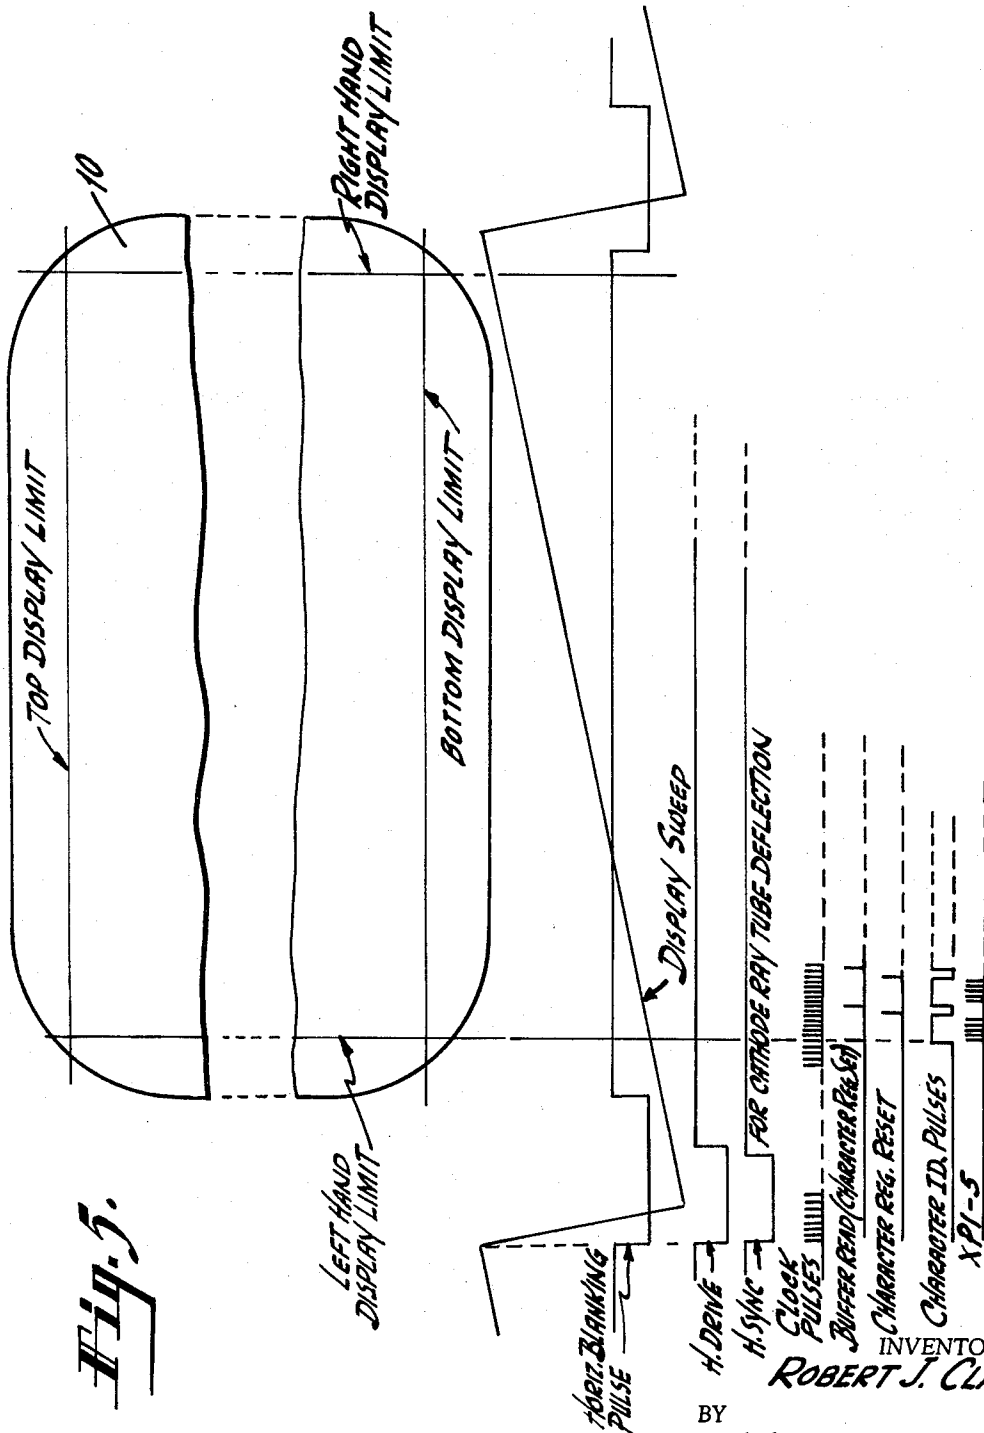 Fig. 5.
10
TOP DISPLAY LIMIT
RIGHT HAND
DISPLAY LIMIT
BOTTOM DISPLAY LIMIT
LEFT HAND
DISPLAY LIMIT
DISPLAY SWEEP
HORIZ. BLANKING
PULSE
H. DRIVE
H. SYNC
FOR CATHODE RAY TUBE DEFLECTION
CLOCK
PULSES
BUFFER READ (CHARACTER REG. SET)
CHARACTER REG. RESET
CHARACTER I.D. PULSES
XP1-5
INVENTO
ROBERT J. CL
BY